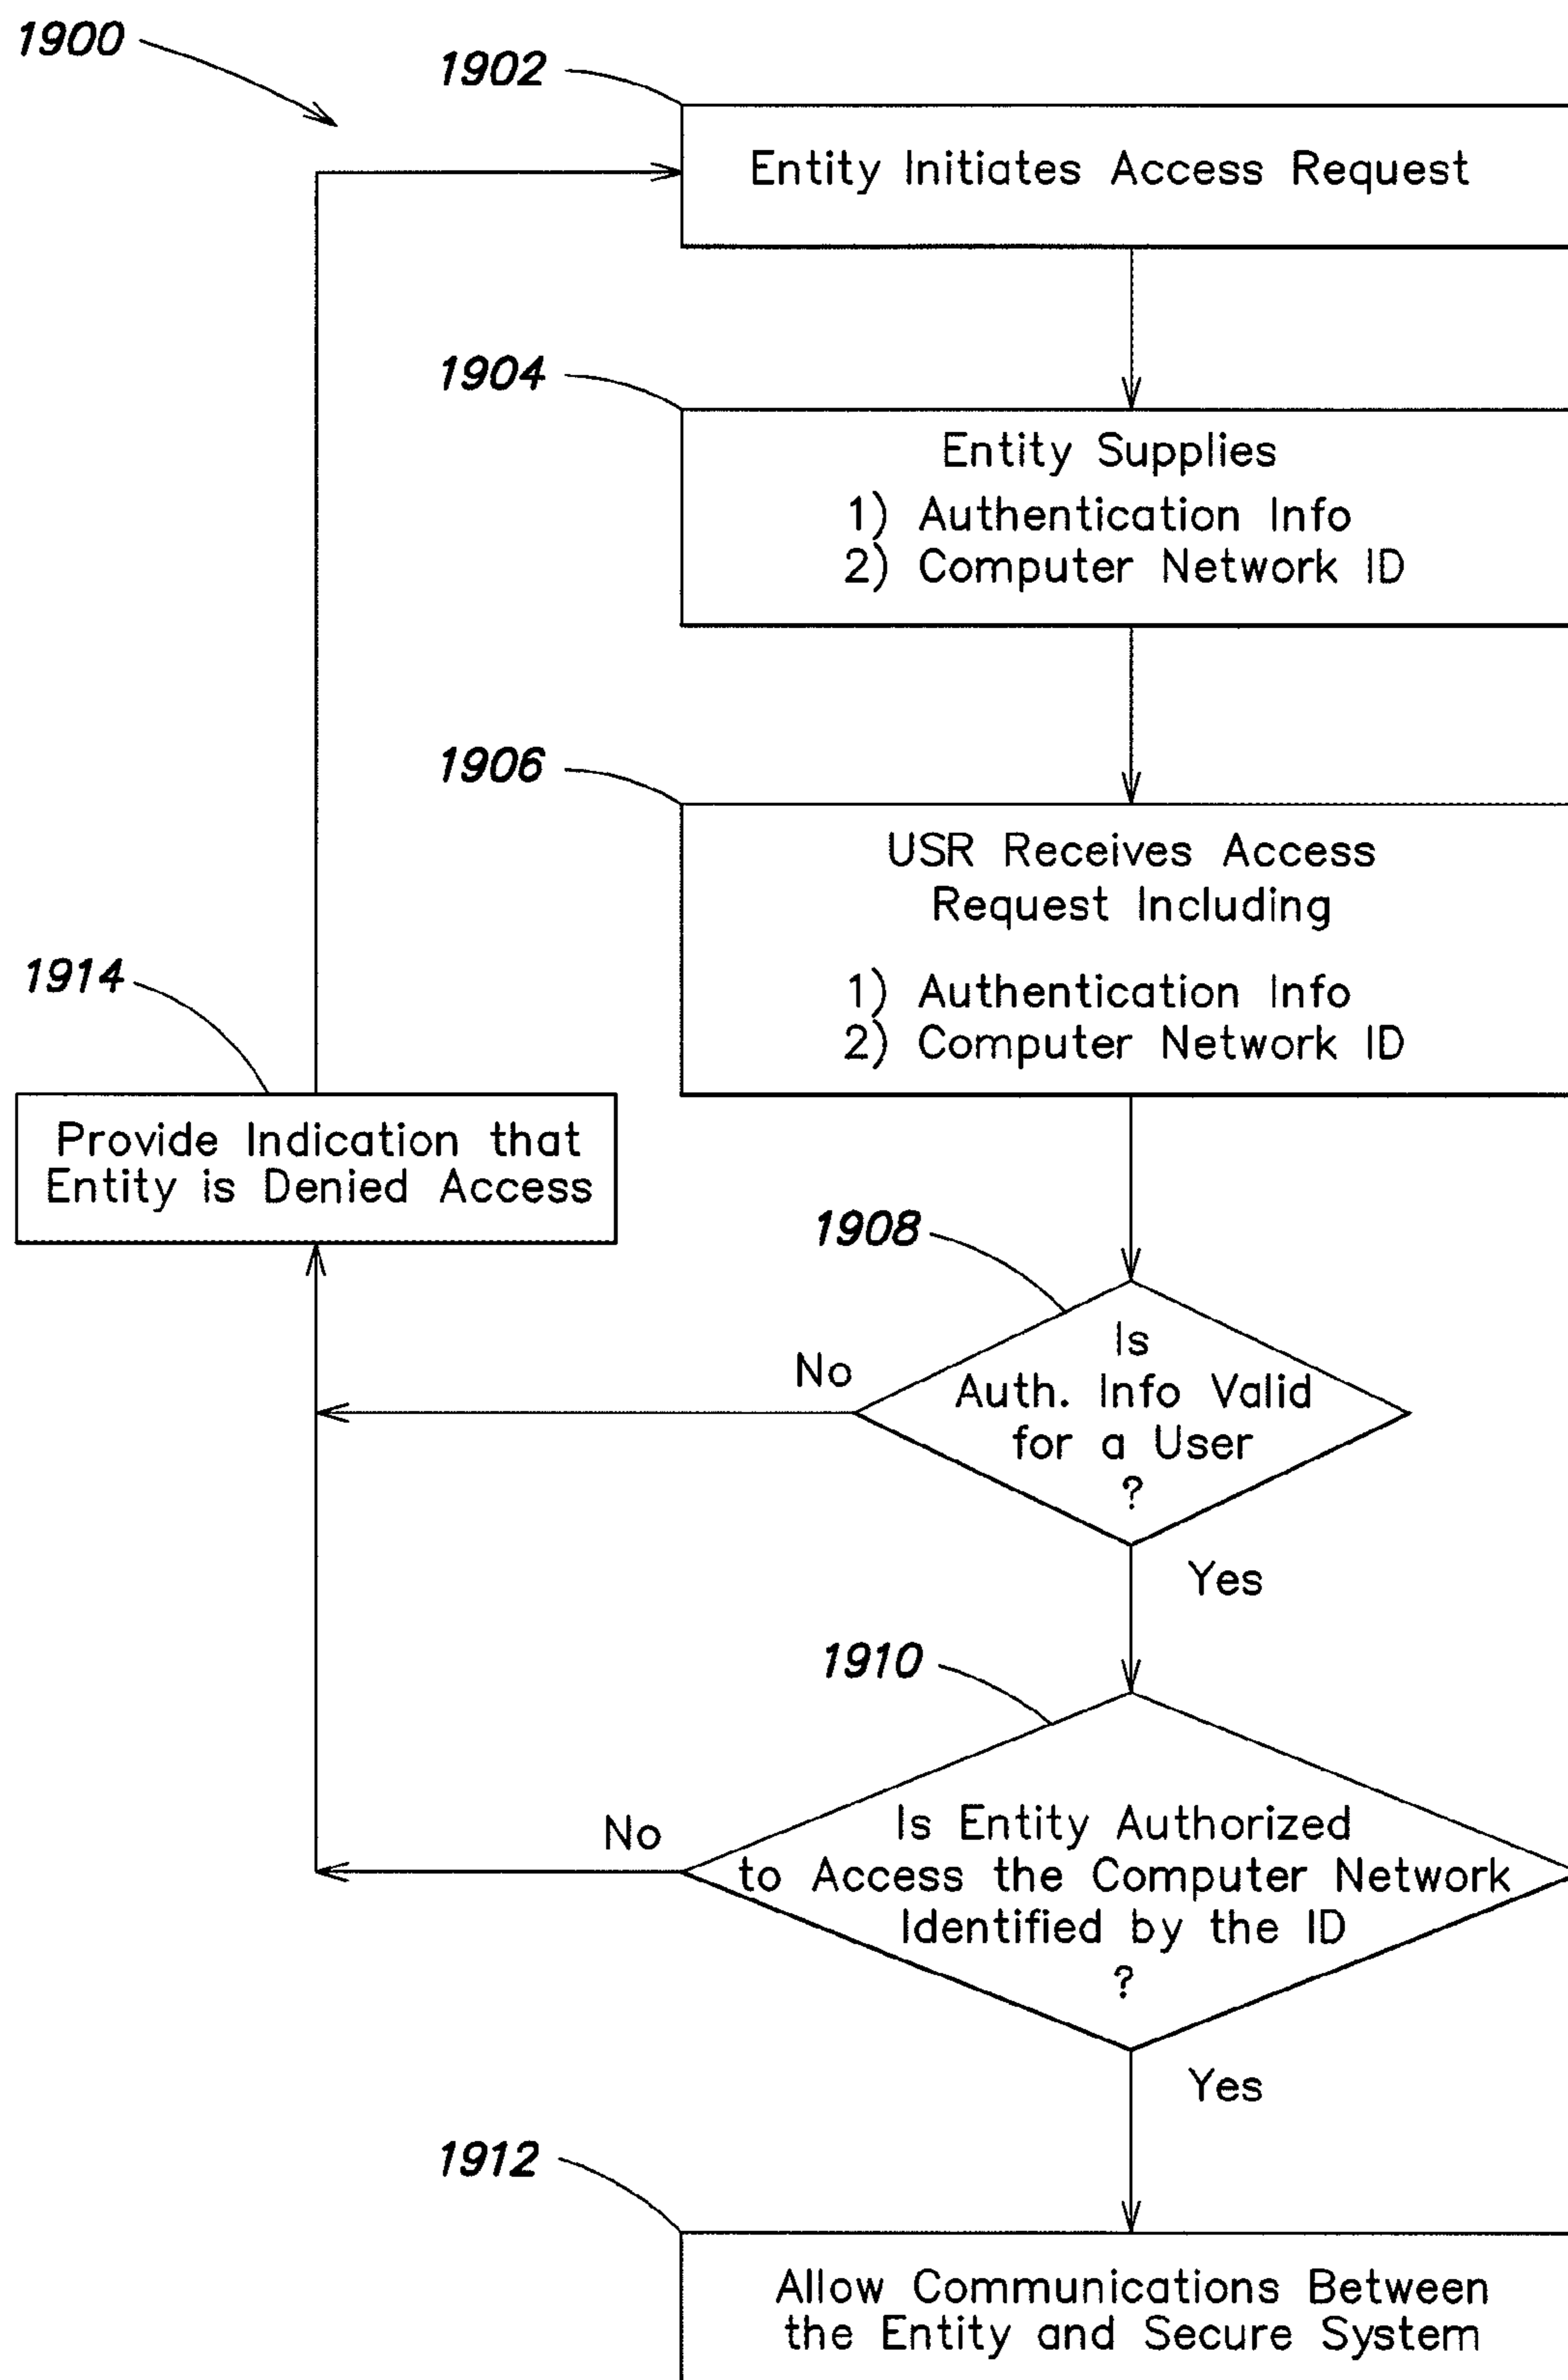 1900
1902
Entity Initiates Access Request
1904
Entity Supplies
1) Authentication Info
2) Computer Network ID
1906
USR Receives Access
Request Including
1) Authentication Info
2) Computer Network ID
1914
Provide Indication that
Entity is Denied Access
1908
Is
Auth. Info Valid
for a User
?
No
Yes
1910
Is Entity Authorized
to Access the Computer Network
Identified by the ID
?
No
Yes
1912
Allow Communications Between
the Entity and Secure System